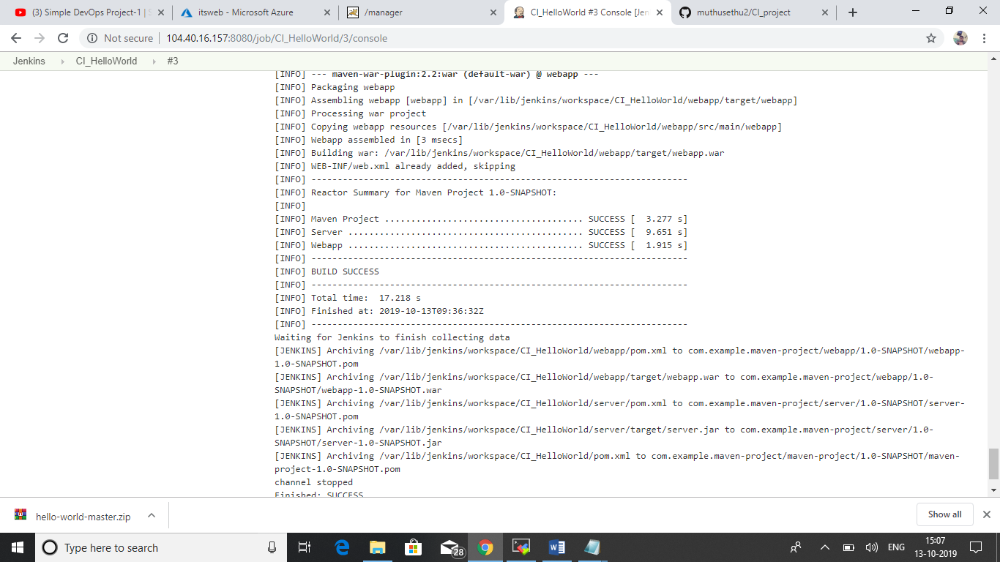 (3) Simple DevOps Project-1 | S
itsweb - Microsoft Azure
/manager
CI_HelloWorld #3 Console [Jen
muthusethu2/CI_project
Not secure
104.40.16.157:8080/job/CI_HelloWorld/3/console
Jenkins
CI_HelloWorld
#3
[INFO] --- maven-war-plugin:2.2:war (default-war) @ webapp ---
[INFO] Packaging webapp
[INFO] Assembling webapp [webapp] in [/var/lib/jenkins/workspace/CI_HelloWorld/webapp/target/webapp]
[INFO] Processing war project
[INFO] Copying webapp resources [/var/lib/jenkins/workspace/CI_HelloWorld/webapp/src/main/webapp]
[INFO] Webapp assembled in [3 msecs]
[INFO] Building war: /var/lib/jenkins/workspace/CI_HelloWorld/webapp/target/webapp.war
[INFO] WEB-INF/web.xml already added, skipping
[INFO] ------------------------------------------------------------------------
[INFO] Reactor Summary for Maven Project 1.0-SNAPSHOT:
[INFO]
[INFO] Maven Project ...................................... SUCCESS [  3.277 s]
[INFO] Server ............................................. SUCCESS [  9.651 s]
[INFO] Webapp ............................................. SUCCESS [  1.915 s]
[INFO] ------------------------------------------------------------------------
[INFO] BUILD SUCCESS
[INFO] ------------------------------------------------------------------------
[INFO] Total time:  17.218 s
[INFO] Finished at: 2019-10-13T09:36:32Z
[INFO] ------------------------------------------------------------------------
Waiting for Jenkins to finish collecting data
[JENKINS] Archiving /var/lib/jenkins/workspace/CI_HelloWorld/webapp/pom.xml to com.example.maven-project/webapp/1.0-SNAPSHOT/webapp-
1.0-SNAPSHOT.pom
[JENKINS] Archiving /var/lib/jenkins/workspace/CI_HelloWorld/webapp/target/webapp.war to com.example.maven-project/webapp/1.0-
SNAPSHOT/webapp-1.0-SNAPSHOT.war
[JENKINS] Archiving /var/lib/jenkins/workspace/CI_HelloWorld/server/pom.xml to com.example.maven-project/server/1.0-SNAPSHOT/server-
1.0-SNAPSHOT.pom
[JENKINS] Archiving /var/lib/jenkins/workspace/CI_HelloWorld/server/target/server.jar to com.example.maven-project/server/1.0-
SNAPSHOT/server-1.0-SNAPSHOT.jar
[JENKINS] Archiving /var/lib/jenkins/workspace/CI_HelloWorld/pom.xml to com.example.maven-project/maven-project/1.0-SNAPSHOT/maven-
project-1.0-SNAPSHOT.pom
channel stopped
Finished: SUCCESS
hello-world-master.zip
Show all
Type here to search
28
ENG
15:07
13-10-2019